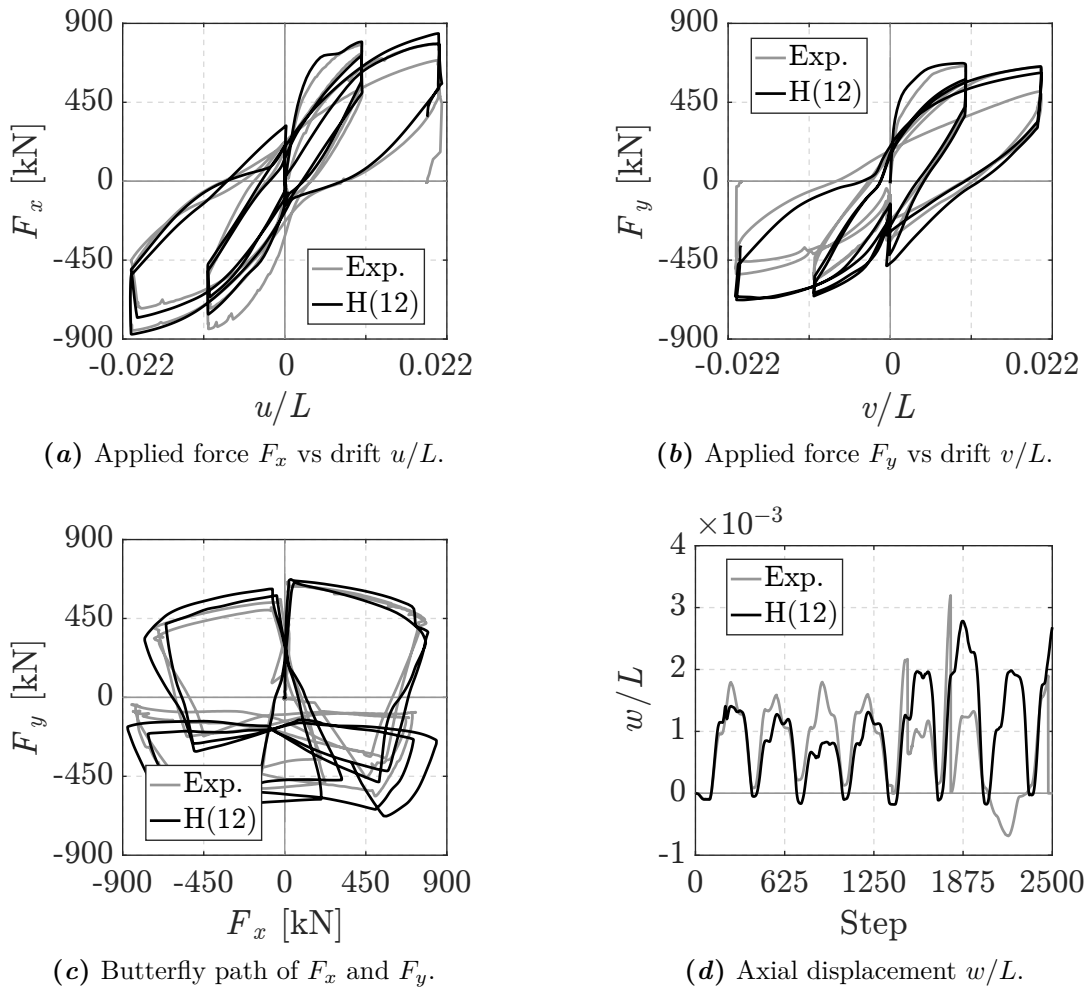 900
450
0
-450
-900
F_x [kN]
Exp.
H(12)
-0.022
0
0.022
u/L
(a) Applied force F_x vs drift u/L.
900
450
0
-450
-900
F_y [kN]
Exp.
H(12)
-0.022
0
0.022
v/L
(b) Applied force F_y vs drift v/L.
900
450
0
-450
-900
F_y [kN]
Exp.
H(12)
-900
-450
0
450
900
F_x [kN]
(c) Butterfly path of F_x and F_y.
×10^-3
4
3
2
1
0
-1
w/L
Exp.
H(12)
0
625
1250
1875
2500
Step
(d) Axial displacement w/L.